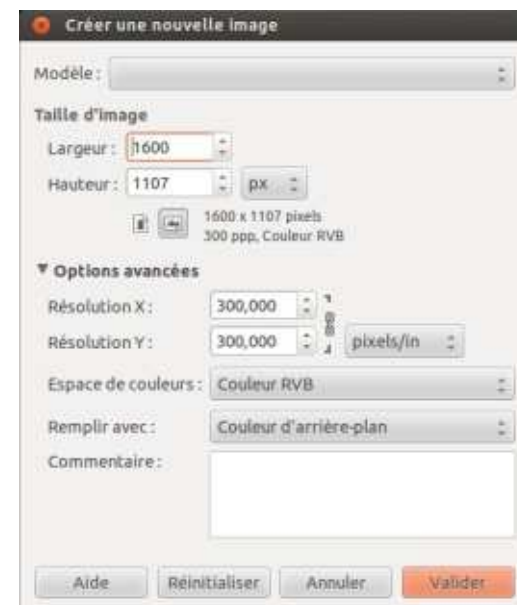 Créer une nouvelle image
Modèle :
Taille d'image
Largeur : 1600
Hauteur : 1107 px
1600 x 1107 pixels
300 ppp, Couleur RVB
Options avancées
Résolution X : 300,000
Résolution Y : 300,000 pixels/in
Espace de couleurs : Couleur RVB
Remplir avec : Couleur d'arrière-plan
Commentaire :
Aide Réinitialiser Annuler Valider